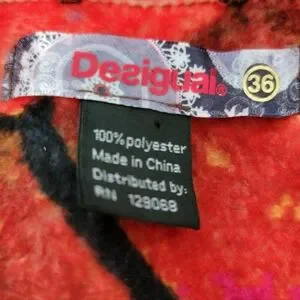 Desigual®
36
100% polyester
Made in China
Distributed by:
RN 129088